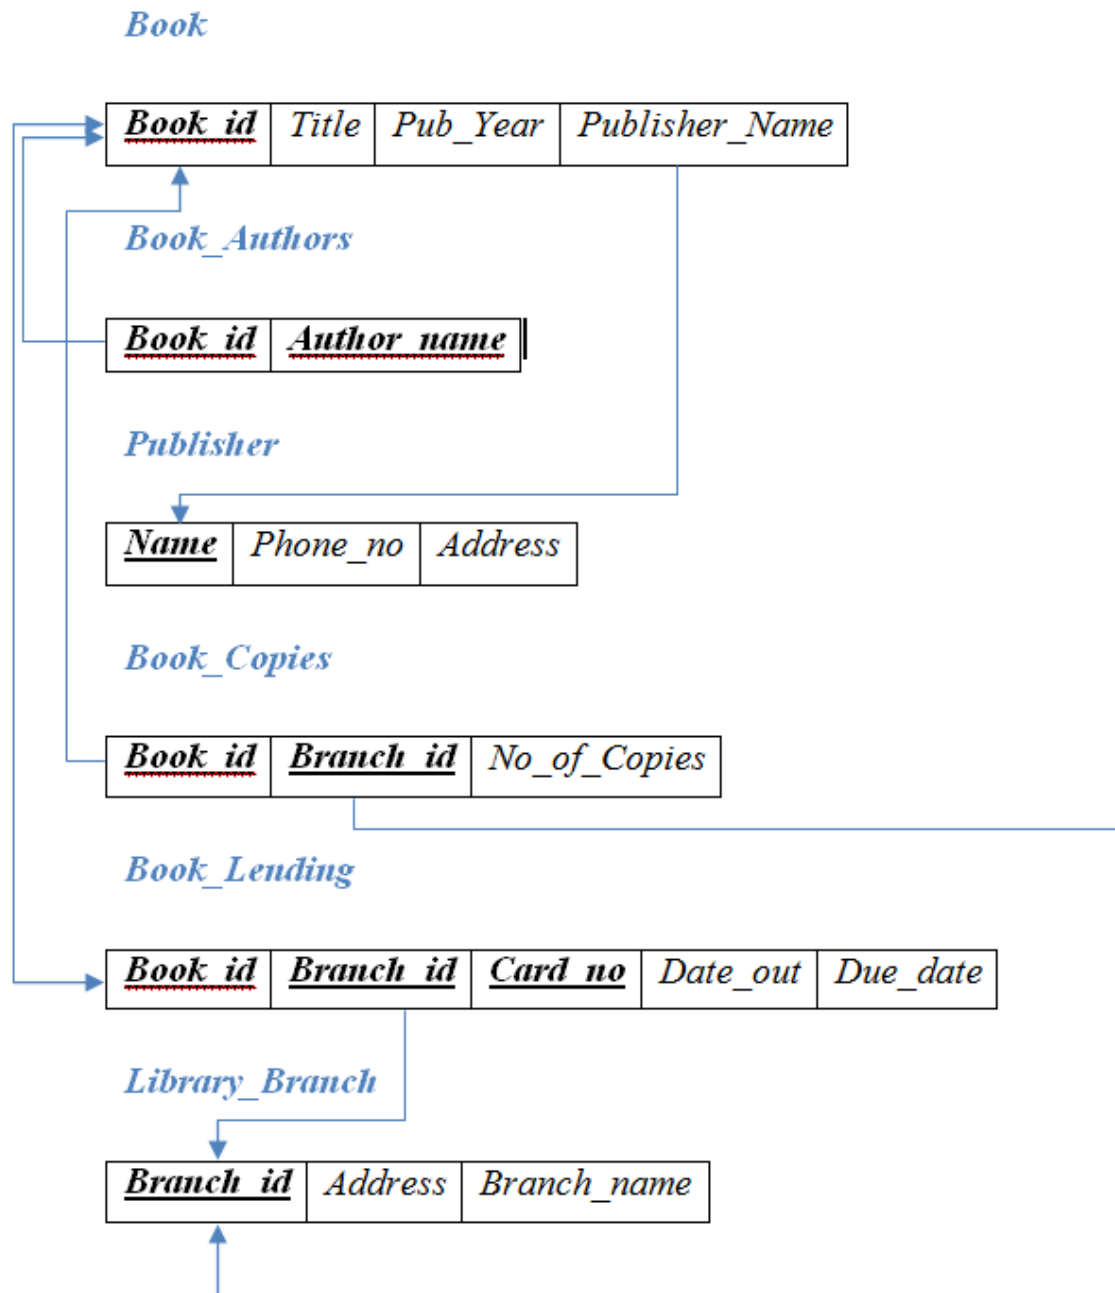 Book
Book_id Title Pub_Year Publisher_Name
Book_Authors
Book_id Author_name
Publisher
Name Phone_no Address
Book_Copies
Book_id Branch_id No_of_Copies
Book_Lending
Book_id Branch_id Card_no Date_out Due_date
Library_Branch
Branch_id Address Branch_name